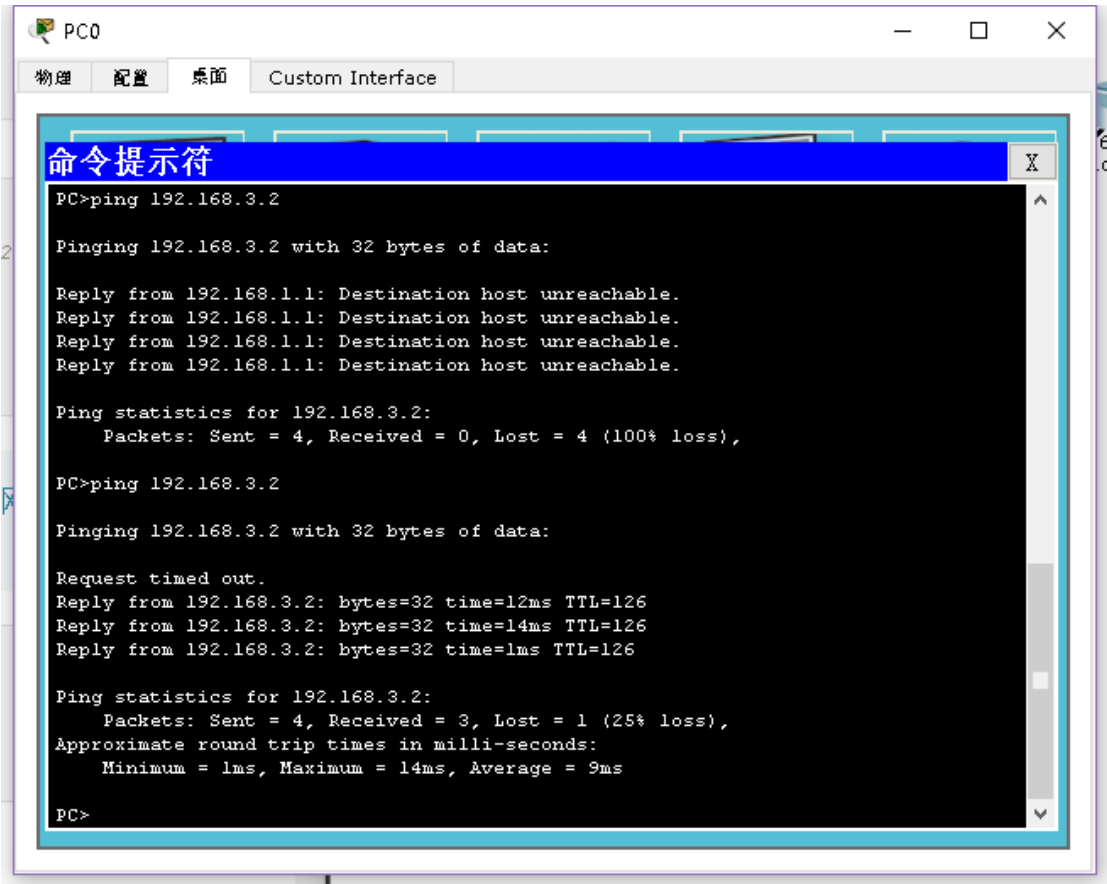 PC0
物理 配置 桌面 Custom Interface
命令提示符 X
PC>ping 192.168.3.2
Pinging 192.168.3.2 with 32 bytes of data:
Reply from 192.168.1.1: Destination host unreachable.
Reply from 192.168.1.1: Destination host unreachable.
Reply from 192.168.1.1: Destination host unreachable.
Reply from 192.168.1.1: Destination host unreachable.
Ping statistics for 192.168.3.2:
Packets: Sent = 4, Received = 0, Lost = 4 (100% loss),
PC>ping 192.168.3.2
Pinging 192.168.3.2 with 32 bytes of data:
Request timed out.
Reply from 192.168.3.2: bytes=32 time=12ms TTL=126
Reply from 192.168.3.2: bytes=32 time=14ms TTL=126
Reply from 192.168.3.2: bytes=32 time=1ms TTL=126
Ping statistics for 192.168.3.2:
Packets: Sent = 4, Received = 3, Lost = 1 (25% loss),
Approximate round trip times in milli-seconds:
Minimum = 1ms, Maximum = 14ms, Average = 9ms
PC>